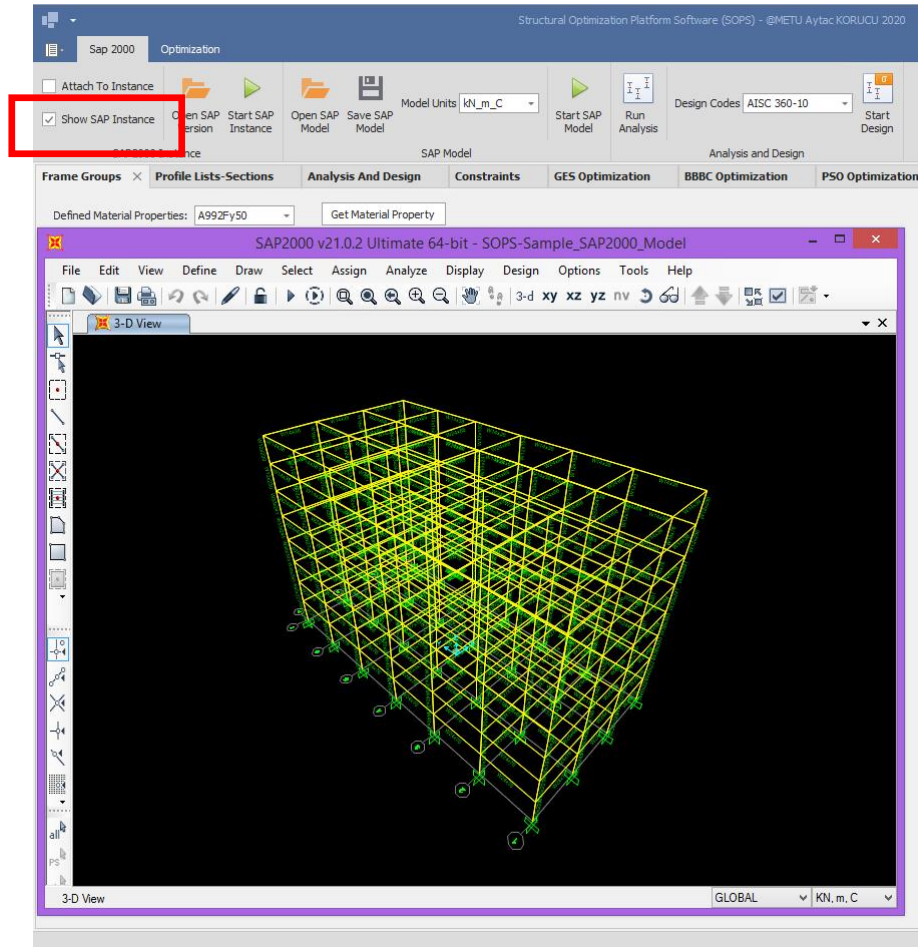 Structural Optimization Platform Software (SOPS) - @METU Aytac KORUCU 2020
Sap 2000 Optimization
Attach To Instance
Show SAP Instance
Open SAP Version
Start SAP Instance
Open SAP Model
Save SAP Model
Model Units kN_m_C
Start SAP Model
Run Analysis
Design Codes AISC 360-10
Start Design
SAP Model
Analysis and Design
Frame Groups Profile Lists-Sections Analysis And Design Constraints GES Optimization BBBC Optimization PSO Optimization
Defined Material Properties: A992Fy50 Get Material Property
SAP2000 v21.0.2 Ultimate 64-bit - SOPS-Sample_SAP2000_Model
File Edit View Define Draw Select Assign Analyze Display Design Options Tools Help
3-d xy xz yz nv
3-D View
all
PS
3-D View GLOBAL KN, m, C